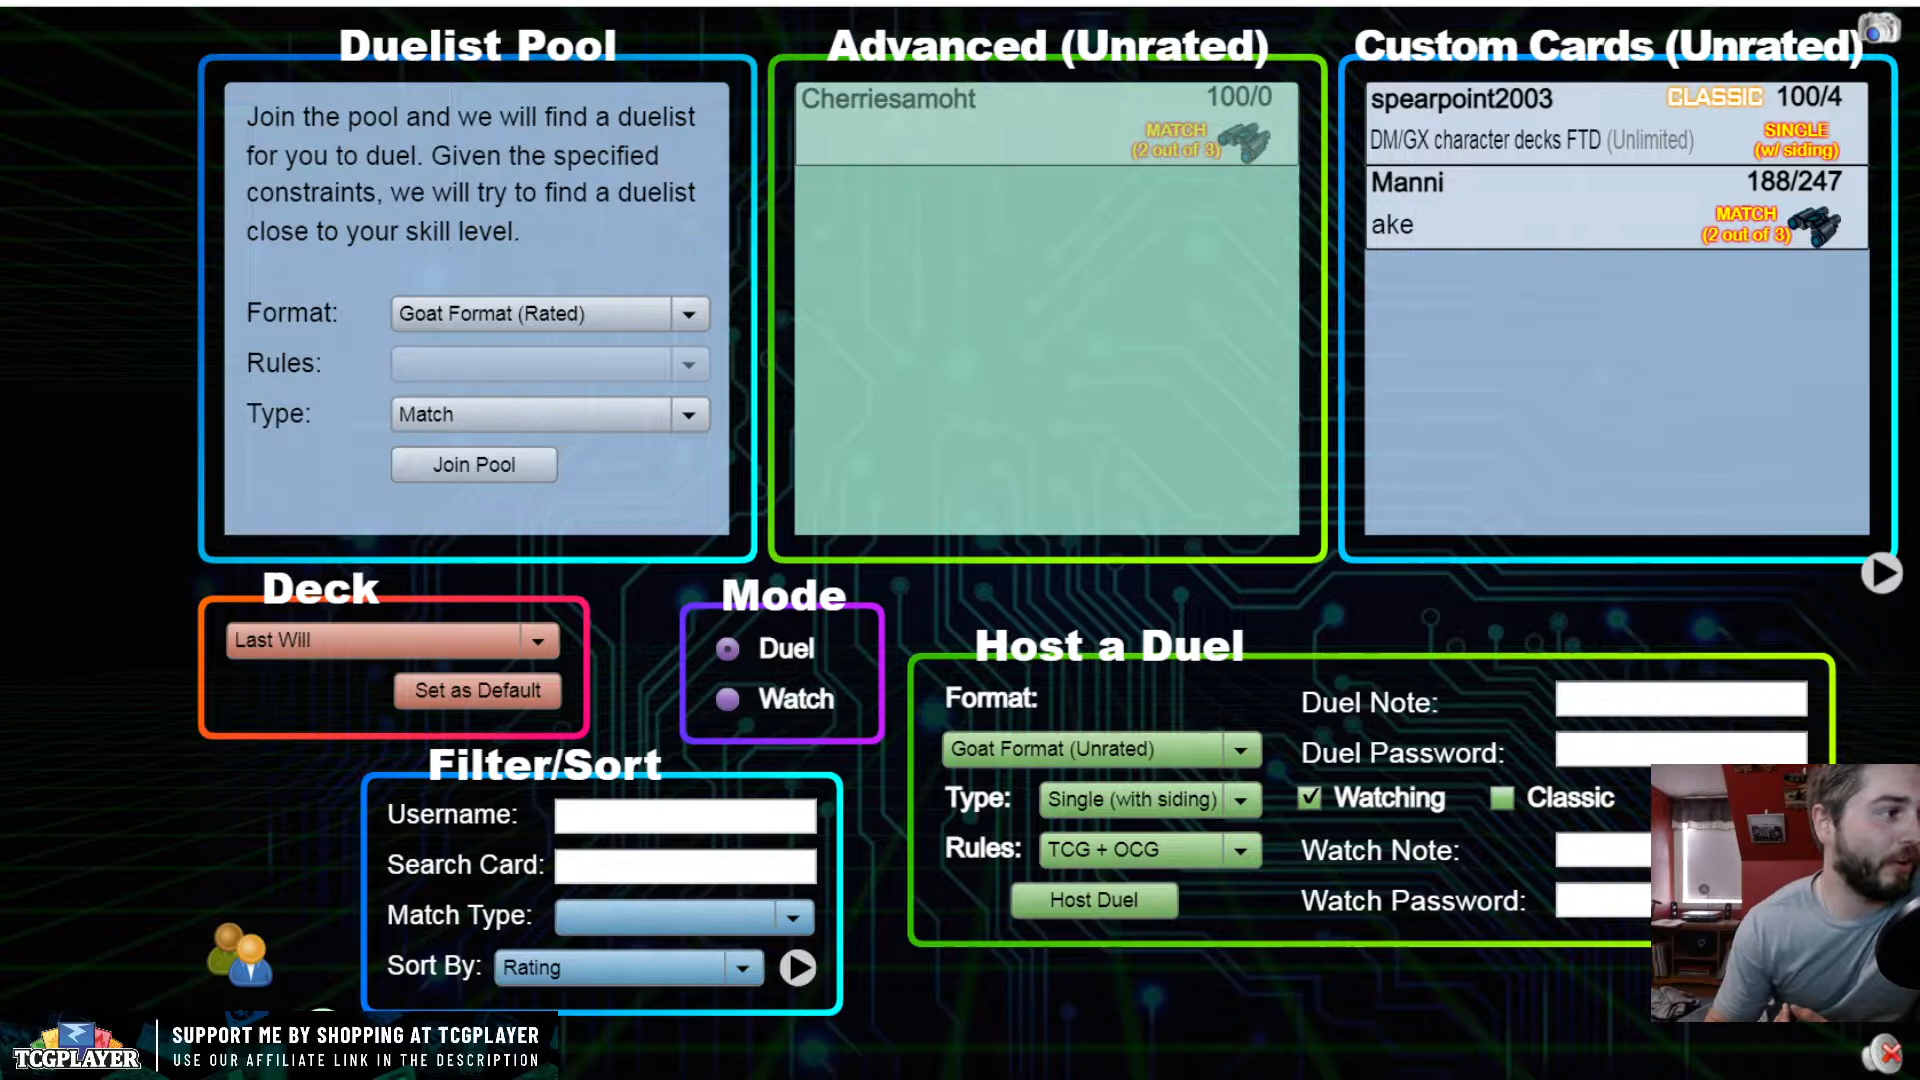 Duelist Pool
Join the pool and we will find a duelist
for you to duel. Given the specified
constraints, we will try to find a duelist
close to your skill level.
Format: Goat Format (Rated)
Rules:
Type: Match
Join Pool
Advanced (Unrated)
Cherriesamoht 100/0
MATCH
(2 out of 3)
Custom Cards (Unrated)
spearpoint2003 CLASSIC 100/4
DM/GX character decks FTD (Unlimited) SINGLE
(w/ siding)
Manni 188/247
ake MATCH
(2 out of 3)
Deck
Last Will
Set as Default
Mode
Duel
Watch
Filter/Sort
Username:
Search Card:
Match Type:
Sort By: Rating
Host a Duel
Format:
Goat Format (Unrated)
Type: Single (with siding)
Rules: TCG + OCG
Host Duel
Duel Note:
Duel Password:
Watching Classic
Watch Note:
Watch Password:
TCGPLAYER
SUPPORT ME BY SHOPPING AT TCGPLAYER
USE OUR AFFILIATE LINK IN THE DESCRIPTION